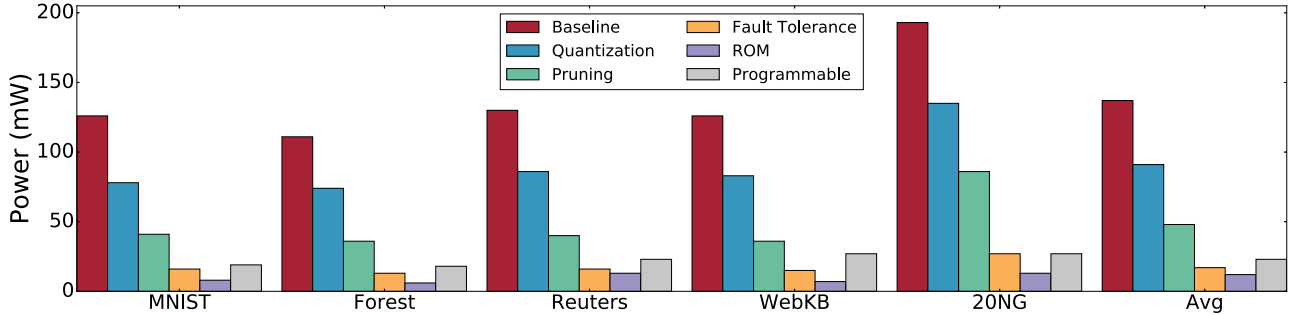 200
150
100
50
0
Power (mW)
Baseline
Quantization
Pruning
Fault Tolerance
ROM
Programmable
MNIST
Forest
Reuters
WebKB
20NG
Avg